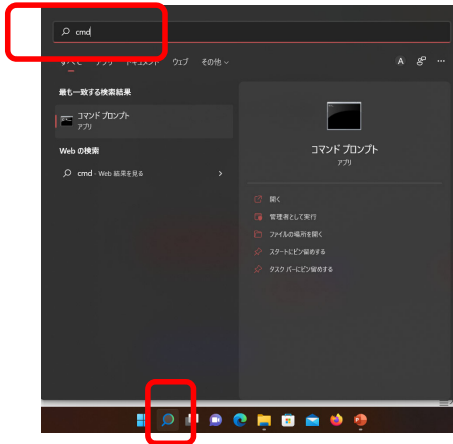 cmd
すべて アプリ ドキュメント ウェブ その他
A
最も一致する検索結果
コマンド プロンプト
アプリ
Web の検索
cmd - Web 結果を見る
コマンド プロンプト
アプリ
開く
管理者として実行
ファイルの場所を開く
スタートにピン留めする
タスク バーにピン留めする